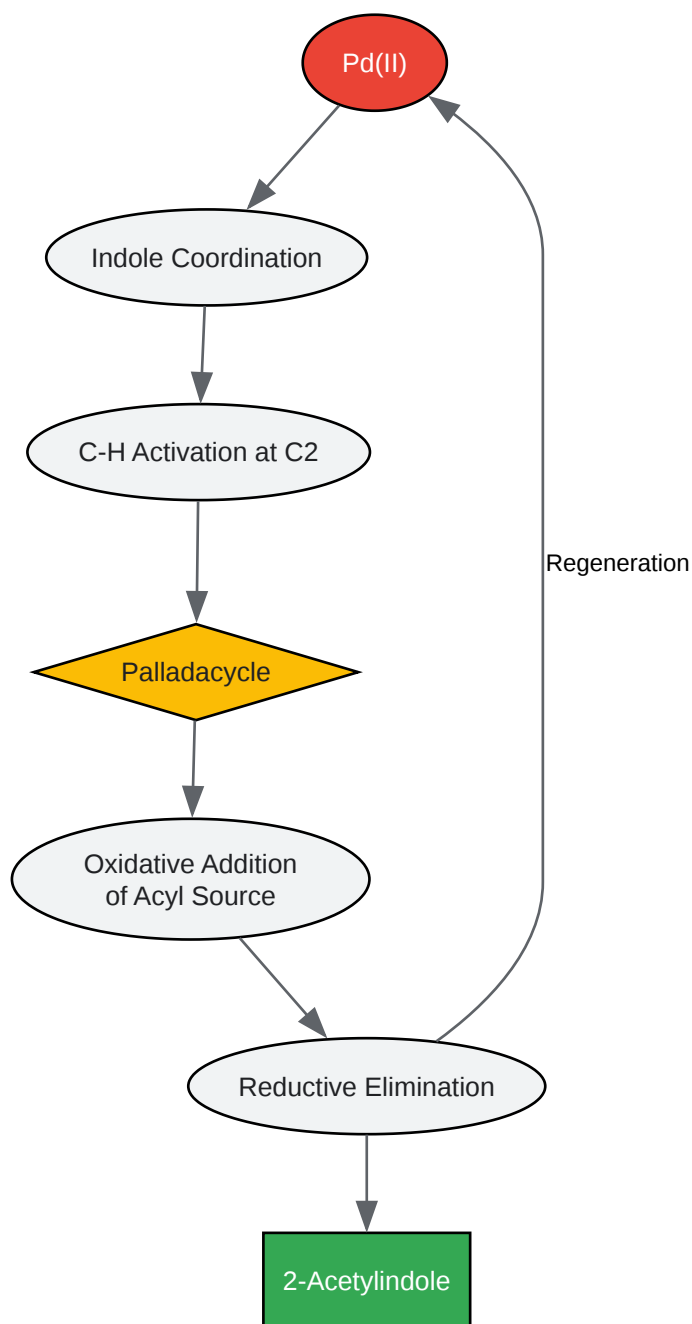 Pd(II)
Indole Coordination
C-H Activation at C2
Regeneration
Palladacycle
Oxidative Addition
of Acyl Source
Reductive Elimination
2-Acetylindole